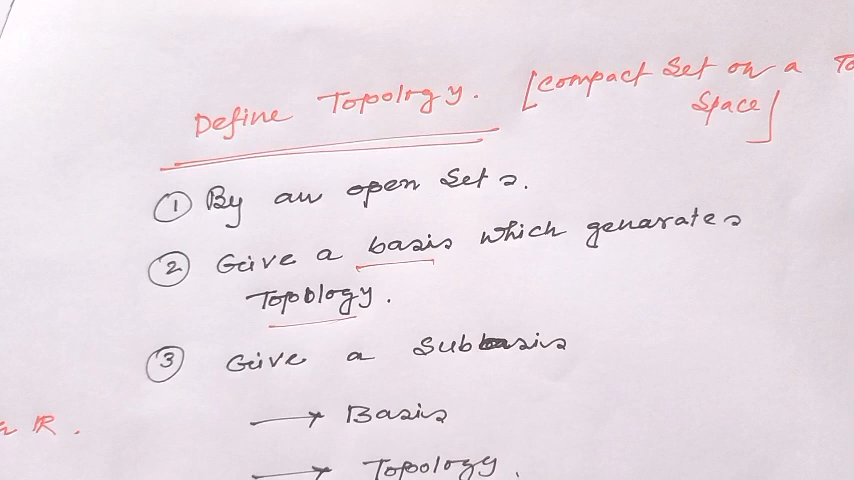 Define Topology. [Compact Set on a To
Space]
① By an open Sets.
② Give a basis which genarates
Topology.
③ Give a Subbasis
→ Basis
R.
→ Topology.